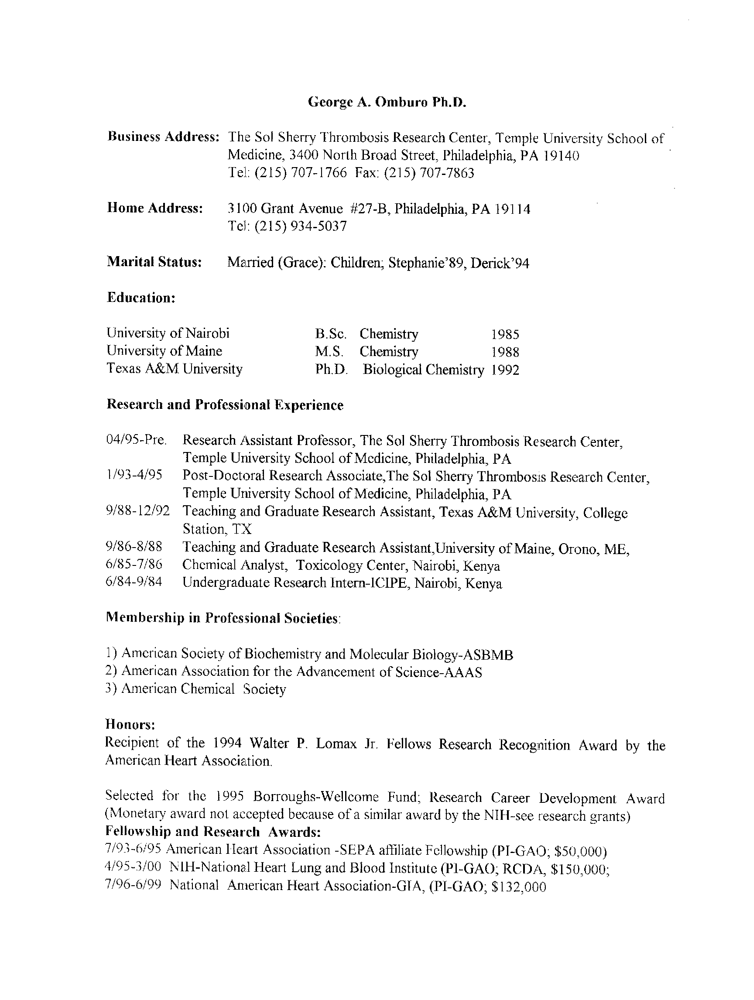 George A. Omburo Ph.D.
Business Address: The Sol Sherry Thrombosis Research Center, Temple University School of
Medicine, 3400 North Broad Street, Philadelphia, PA 19140
Tel: (215) 707-1766 Fax: (215) 707-7863
Home Address: 3100 Grant Avenue #27-B, Philadelphia, PA 19114
Tel: (215) 934-5037
Marital Status: Married (Grace): Children; Stephanie'89, Derick'94
Education:
University of Nairobi B.Sc. Chemistry 1985
University of Maine M.S. Chemistry 1988
Texas A&M University Ph.D. Biological Chemistry 1992
Research and Professional Experience
04/95-Pre. Research Assistant Professor, The Sol Sherry Thrombosis Research Center,
Temple University School of Medicine, Philadelphia, PA
1/93-4/95 Post-Doctoral Research Associate,The Sol Sherry Thrombosis Research Center,
Temple University School of Medicine, Philadelphia, PA
9/88-12/92 Teaching and Graduate Research Assistant, Texas A&M University, College
Station, TX
9/86-8/88 Teaching and Graduate Research Assistant,University of Maine, Orono, ME,
6/85-7/86 Chemical Analyst, Toxicology Center, Nairobi, Kenya
6/84-9/84 Undergraduate Research Intern-ICIPE, Nairobi, Kenya
Membership in Professional Societies:
1) American Society of Biochemistry and Molecular Biology-ASBMB
2) American Association for the Advancement of Science-AAAS
3) American Chemical Society
Honors:
Recipient of the 1994 Walter P. Lomax Jr. Fellows Research Recognition Award by the
American Heart Association.
Selected for the 1995 Borroughs-Wellcome Fund; Research Career Development Award
(Monetary award not accepted because of a similar award by the NIH-see research grants)
Fellowship and Research Awards:
7/93-6/95 American Heart Association -SEPA affiliate Fellowship (PI-GAO; $50,000)
4/95-3/00 NIH-National Heart Lung and Blood Institute (PI-GAO; RCDA, $150,000;
7/96-6/99 National American Heart Association-GIA, (PI-GAO; $132,000